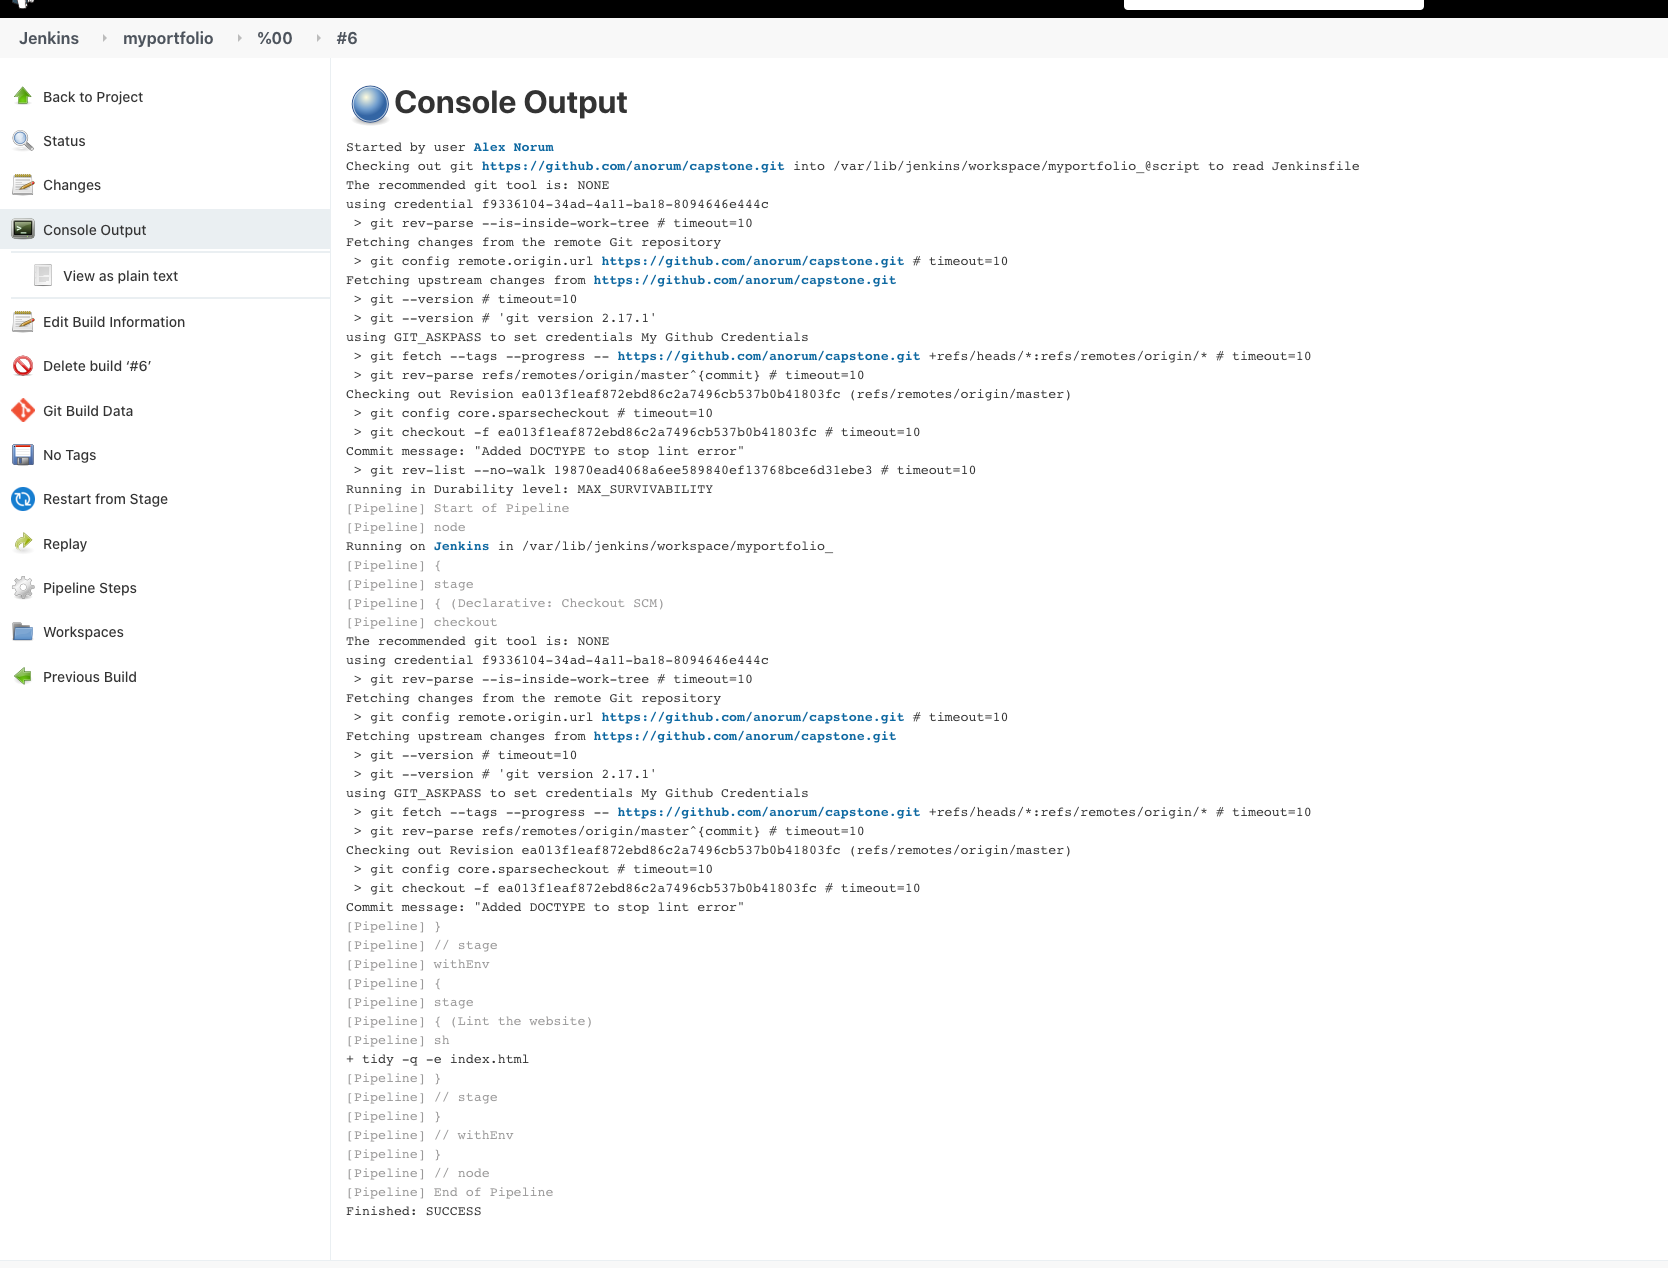 Jenkins myportfolio %00 #6
Back to Project
Status
Changes
Console Output
View as plain text
Edit Build Information
Delete build ‘#6’
Git Build Data
No Tags
Restart from Stage
Replay
Pipeline Steps
Workspaces
Previous Build
Console Output
Started by user Alex Norum
Checking out git https://github.com/anorum/capstone.git into /var/lib/jenkins/workspace/myportfolio_@script to read Jenkinsfile
The recommended git tool is: NONE
using credential f9336104-34ad-4a11-ba18-8094646e444c
> git rev-parse --is-inside-work-tree # timeout=10
Fetching changes from the remote Git repository
> git config remote.origin.url https://github.com/anorum/capstone.git # timeout=10
Fetching upstream changes from https://github.com/anorum/capstone.git
> git --version # timeout=10
> git --version # 'git version 2.17.1'
using GIT_ASKPASS to set credentials My Github Credentials
> git fetch --tags --progress -- https://github.com/anorum/capstone.git +refs/heads/*:refs/remotes/origin/* # timeout=10
> git rev-parse refs/remotes/origin/master^{commit} # timeout=10
Checking out Revision ea013f1eaf872ebd86c2a7496cb537b0b41803fc (refs/remotes/origin/master)
> git config core.sparsecheckout # timeout=10
> git checkout -f ea013f1eaf872ebd86c2a7496cb537b0b41803fc # timeout=10
Commit message: "Added DOCTYPE to stop lint error"
> git rev-list --no-walk 19870ead4068a6ee589840ef13768bce6d31ebe3 # timeout=10
Running in Durability level: MAX_SURVIVABILITY
[Pipeline] Start of Pipeline
[Pipeline] node
Running on Jenkins in /var/lib/jenkins/workspace/myportfolio_
[Pipeline] {
[Pipeline] stage
[Pipeline] { (Declarative: Checkout SCM)
[Pipeline] checkout
The recommended git tool is: NONE
using credential f9336104-34ad-4a11-ba18-8094646e444c
> git rev-parse --is-inside-work-tree # timeout=10
Fetching changes from the remote Git repository
> git config remote.origin.url https://github.com/anorum/capstone.git # timeout=10
Fetching upstream changes from https://github.com/anorum/capstone.git
> git --version # timeout=10
> git --version # 'git version 2.17.1'
using GIT_ASKPASS to set credentials My Github Credentials
> git fetch --tags --progress -- https://github.com/anorum/capstone.git +refs/heads/*:refs/remotes/origin/* # timeout=10
> git rev-parse refs/remotes/origin/master^{commit} # timeout=10
Checking out Revision ea013f1eaf872ebd86c2a7496cb537b0b41803fc (refs/remotes/origin/master)
> git config core.sparsecheckout # timeout=10
> git checkout -f ea013f1eaf872ebd86c2a7496cb537b0b41803fc # timeout=10
Commit message: "Added DOCTYPE to stop lint error"
[Pipeline] }
[Pipeline] // stage
[Pipeline] withEnv
[Pipeline] {
[Pipeline] stage
[Pipeline] { (Lint the website)
[Pipeline] sh
+ tidy -q -e index.html
[Pipeline] }
[Pipeline] // stage
[Pipeline] }
[Pipeline] // withEnv
[Pipeline] }
[Pipeline] // node
[Pipeline] End of Pipeline
Finished: SUCCESS